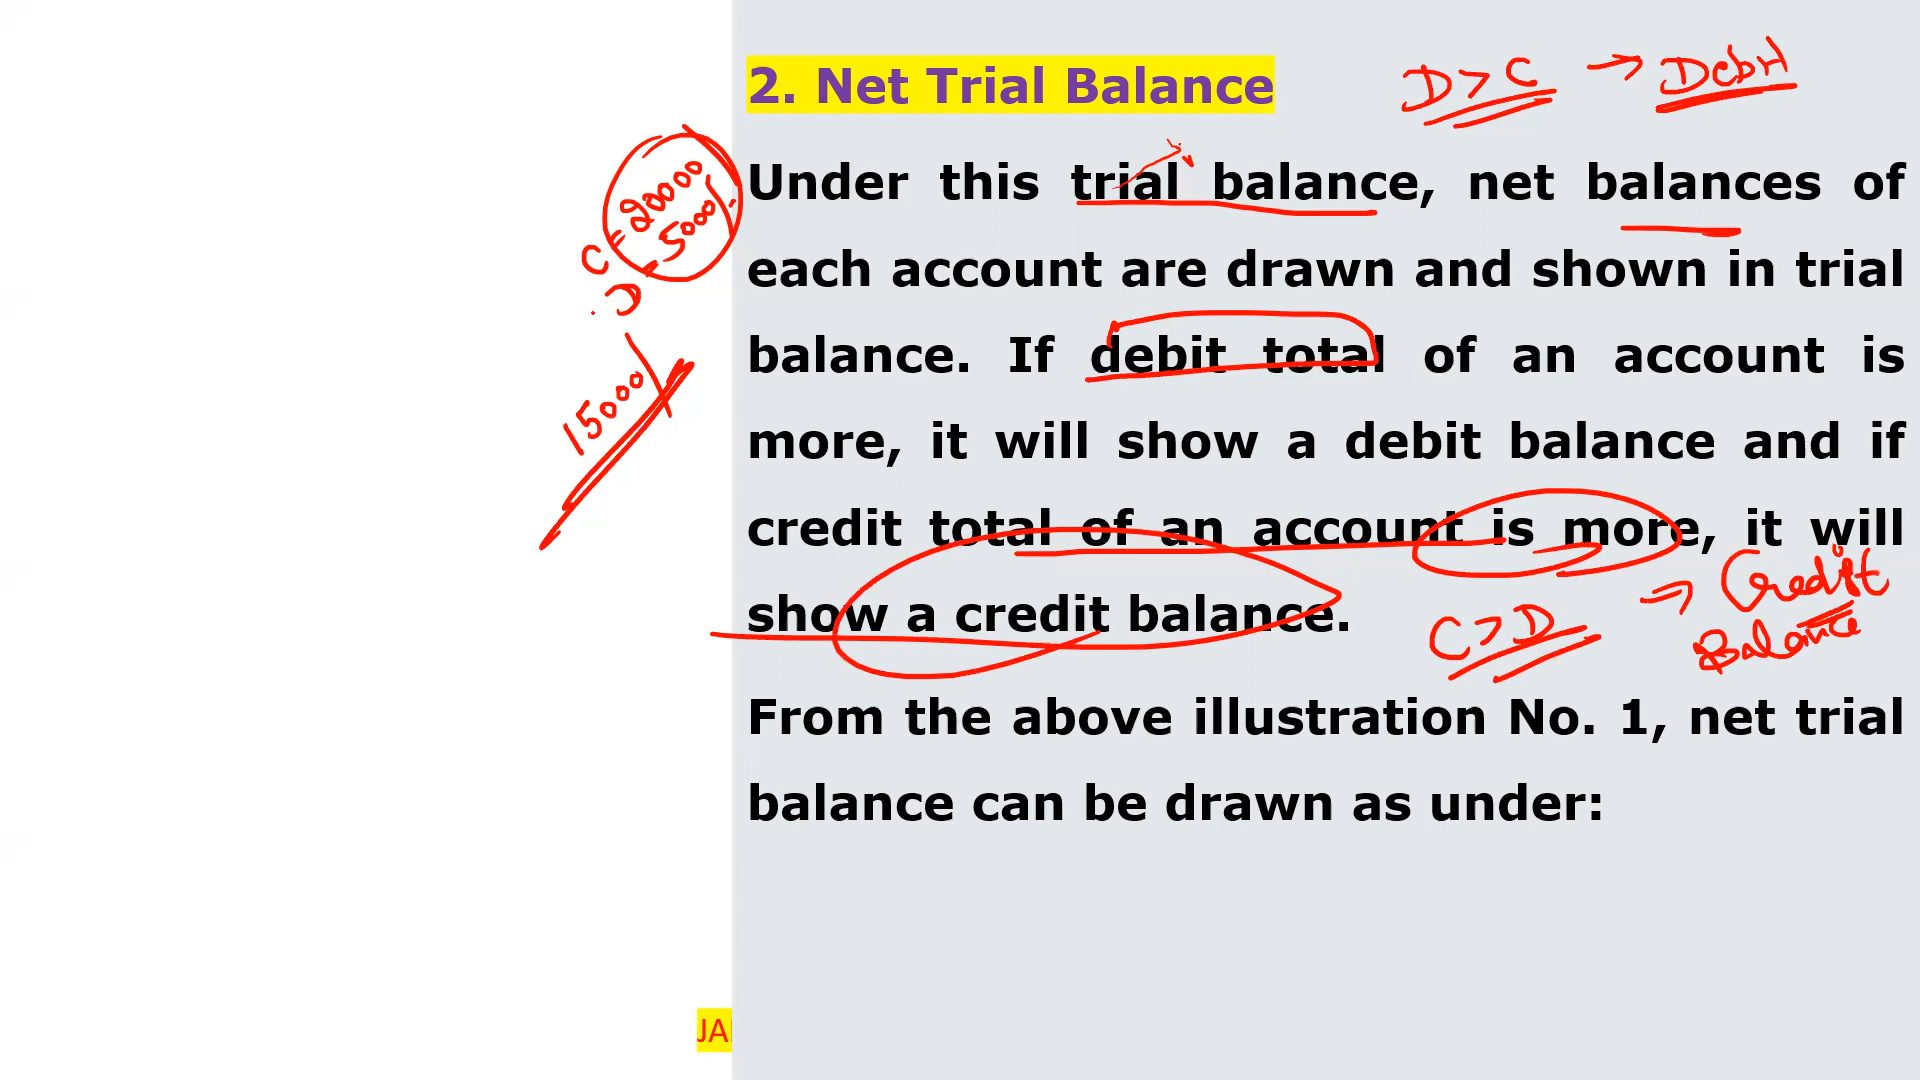 2. Net Trial Balance
D > C → Debit
Under this trial balance, net balances of
each account are drawn and shown in trial
balance. If debit total of an account is
more, it will show a debit balance and if
credit total of an account is more, it will
show a credit balance.
C > D ⇒ Credit
Balance
From the above illustration No. 1, net trial
balance can be drawn as under:
C = 20000
D - 5000
15000
JA